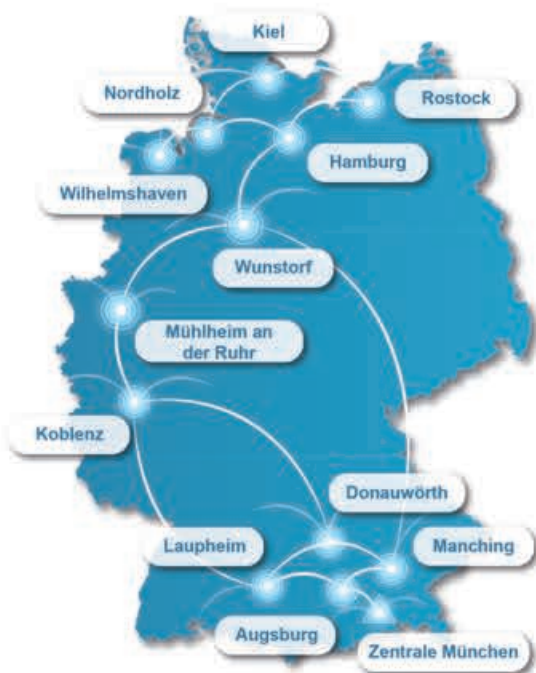 Kiel
Nordholz
Rostock
Hamburg
Wilhelmshaven
Wunstorf
Mühlheim an
der Ruhr
Koblenz
Donauwörth
Laupheim
Manching
Augsburg
Zentrale München